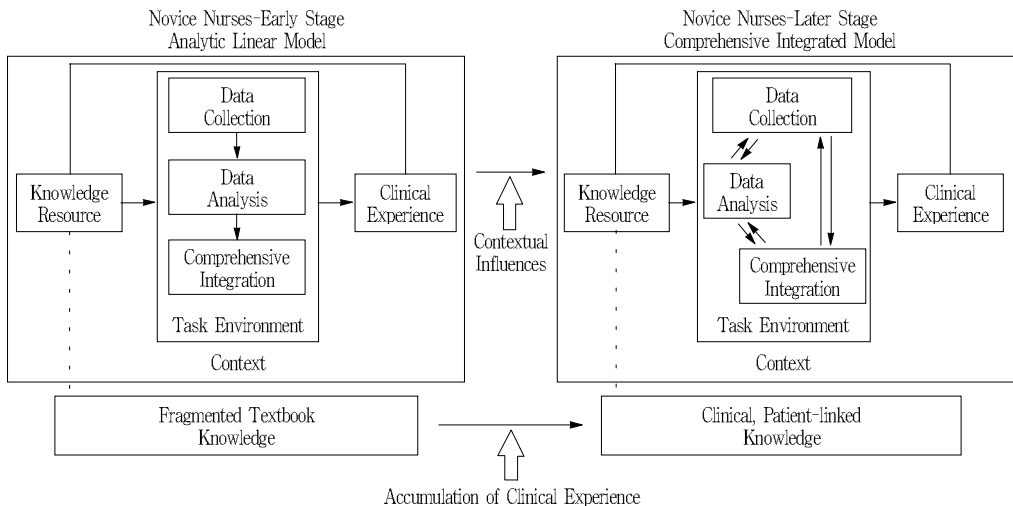 Novice Nurses-Early Stage
Analytic Linear Model
Data
Collection
Knowledge
Resource
Data
Analysis
Clinical
Experience
Comprehensive
Integration
Task Environment
Context
Fragmented Textbook
Knowledge
Contextual
Influences
Accumulation of Clinical Experience
Novice Nurses-Later Stage
Comprehensive Integrated Model
Data
Collection
Knowledge
Resource
Data
Analysis
Clinical
Experience
Comprehensive
Integration
Task Environment
Context
Clinical, Patient-linked
Knowledge